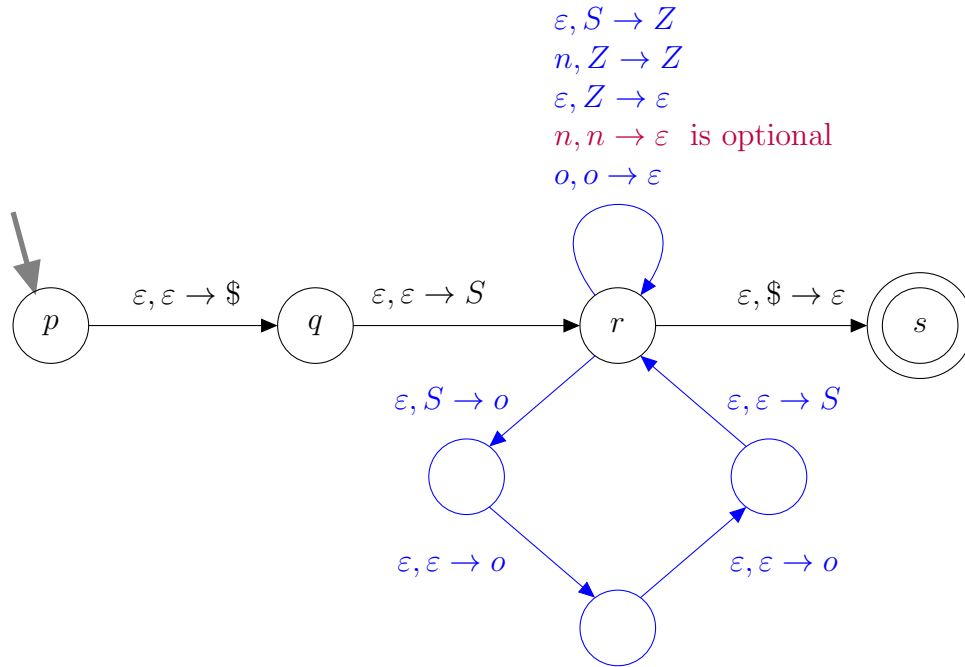 ε, S → Z
n, Z → Z
ε, Z → ε
n, n → ε is optional
o, o → ε
ε, ε → $
ε, ε → S
ε, $ → ε
p
q
r
s
ε, S → o
ε, ε → S
ε, ε → o
ε, ε → o